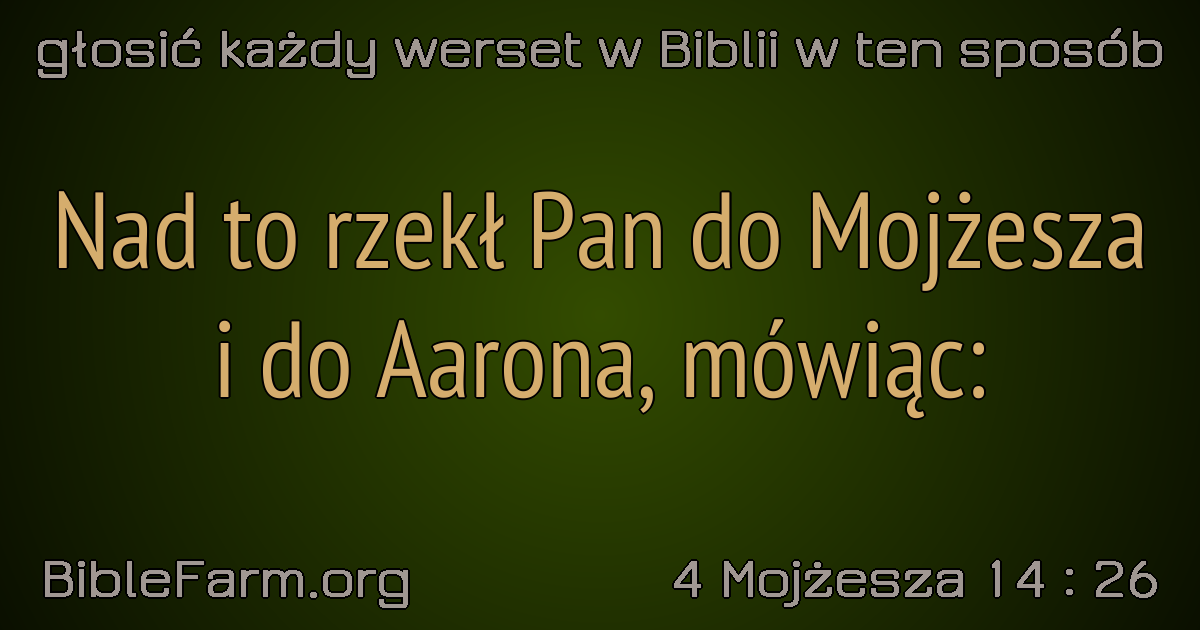 głosić każdy werset w Biblii w ten sposób
Nad to rzekł Pan do Mojżesza
i do Aarona, mówiąc:
BibleFarm.org
4 Mojżesza 14 : 26